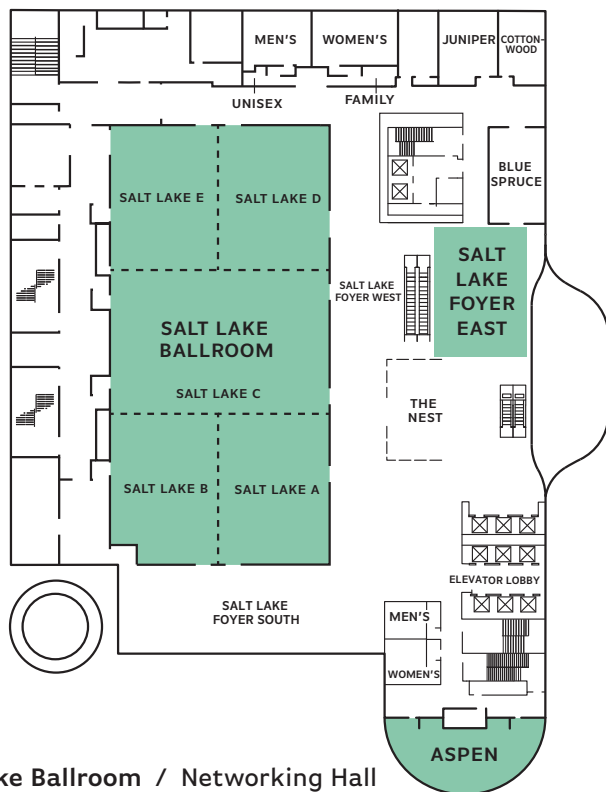 MEN'S
WOMEN'S
JUNIPER
COTTON-
WOOD
UNISEX
FAMILY
BLUE
SPRUCE
SALT LAKE E
SALT LAKE D
SALT LAKE
FOYER WEST
SALT
LAKE
FOYER
EAST
SALT LAKE
BALLROOM
SALT LAKE C
THE
NEST
SALT LAKE B
SALT LAKE A
ELEVATOR LOBBY
SALT LAKE
FOYER SOUTH
MEN'S
WOMEN'S
ASPEN
ke Ballroom / Networking Hall